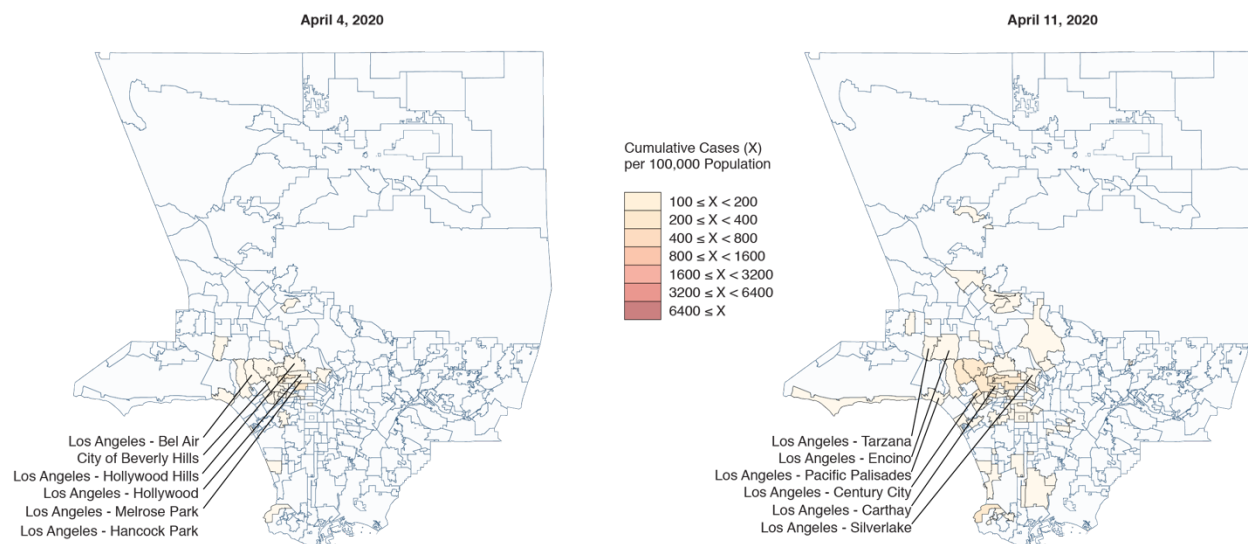 April 4, 2020
April 11, 2020
Cumulative Cases (X)
per 100,000 Population
100 ≤ X < 200
200 ≤ X < 400
400 ≤ X < 800
800 ≤ X < 1600
1600 ≤ X < 3200
3200 ≤ X < 6400
6400 ≤ X
Los Angeles - Bel Air
City of Beverly Hills
Los Angeles - Hollywood Hills
Los Angeles - Hollywood
Los Angeles - Melrose Park
Los Angeles - Hancock Park
Los Angeles - Tarzana
Los Angeles - Encino
Los Angeles - Pacific Palisades
Los Angeles - Century City
Los Angeles - Carthay
Los Angeles - Silverlake